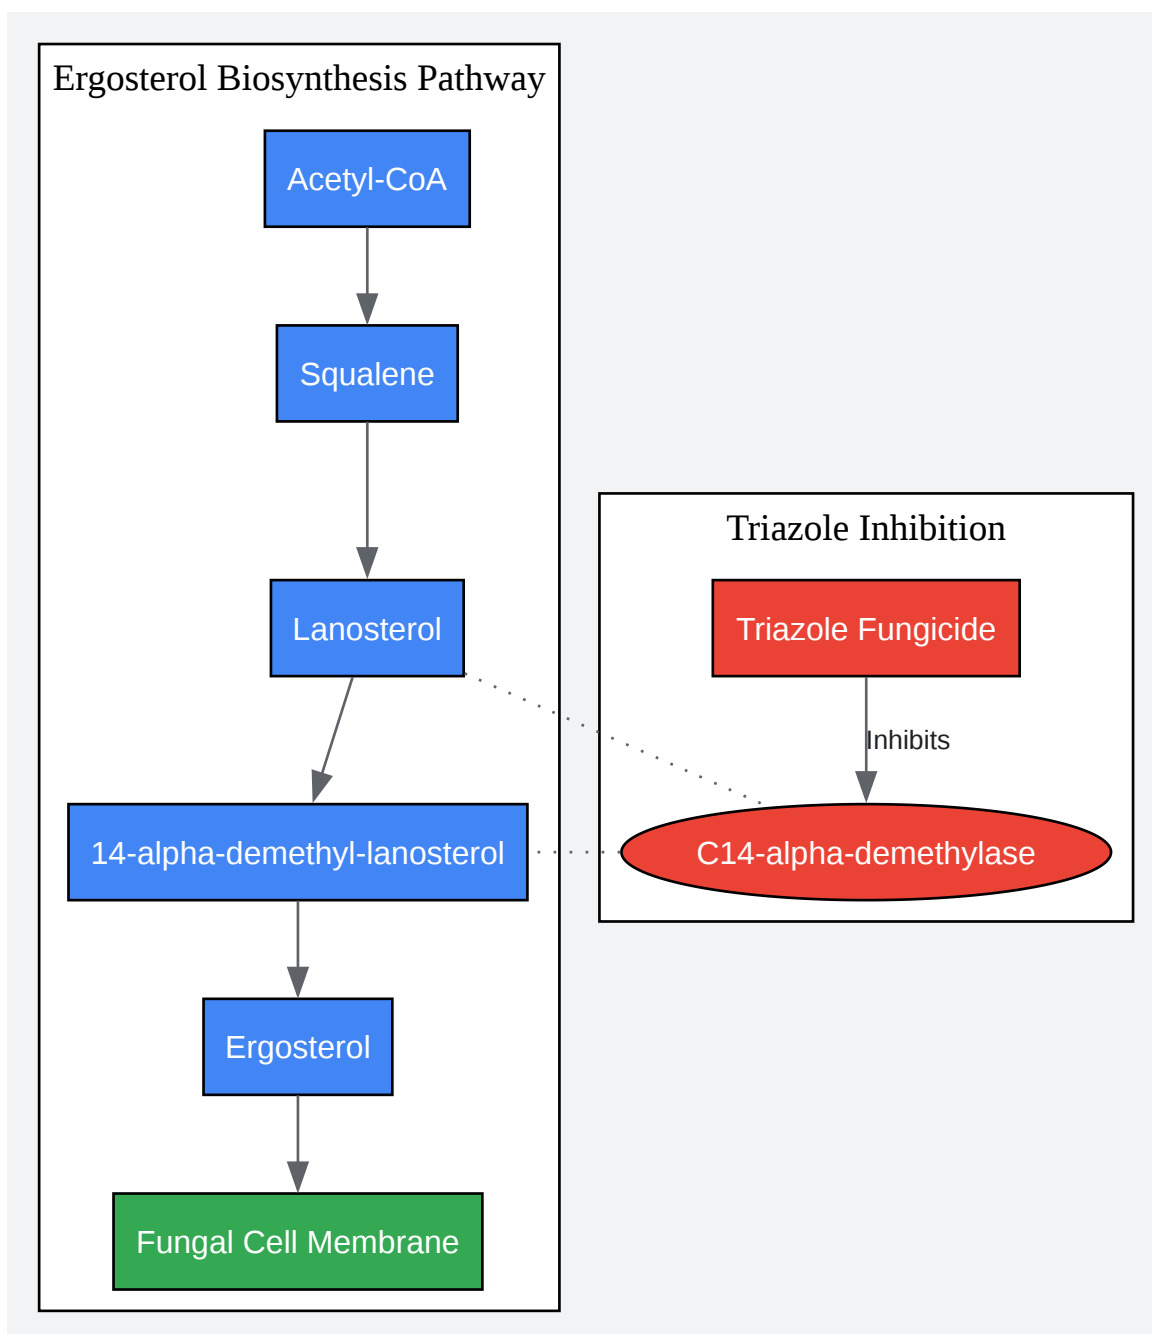 Ergosterol Biosynthesis Pathway
Acetyl-CoA
Squalene
Lanosterol
14-alpha-demethyl-lanosterol
Ergosterol
Fungal Cell Membrane
Triazole Inhibition
Triazole Fungicide
Inhibits
C14-alpha-demethylase